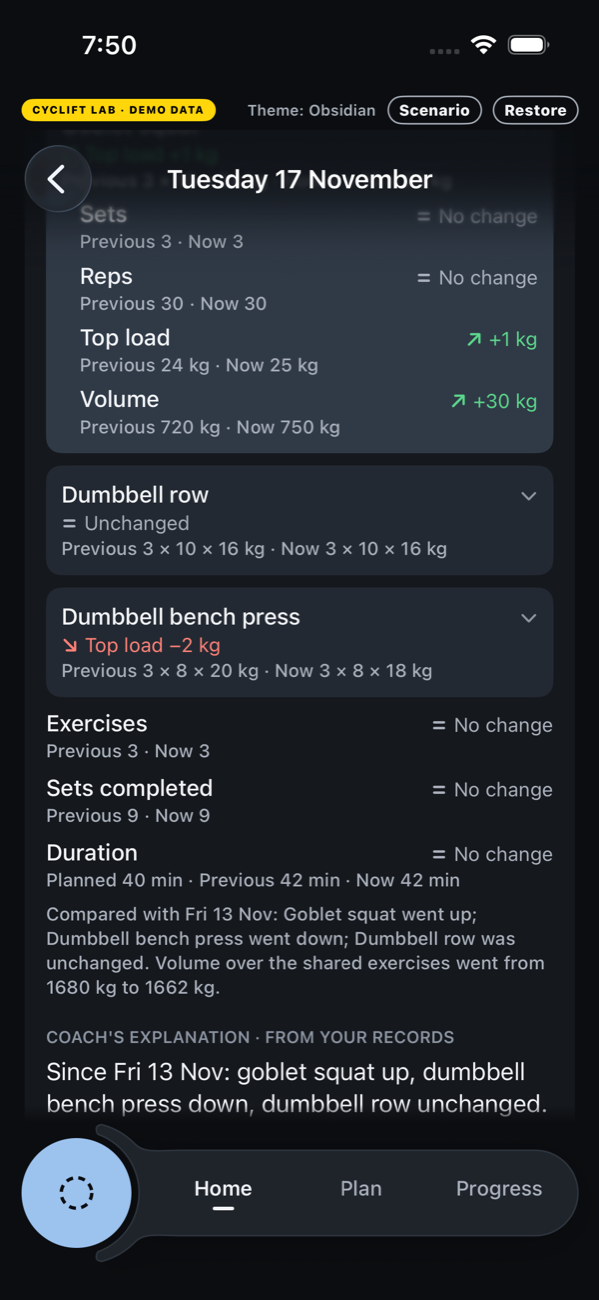 7:50
CYCLIFT LAB · DEMO DATA
Theme: Obsidian
Scenario
Restore
Top load +1 kg
Tuesday 17 November
Sets
= No change
Previous 3 · Now 3
Reps
= No change
Previous 30 · Now 30
Top load
↗ +1 kg
Previous 24 kg · Now 25 kg
Volume
↗ +30 kg
Previous 720 kg · Now 750 kg
Dumbbell row
= Unchanged
Previous 3 × 10 × 16 kg · Now 3 × 10 × 16 kg
Dumbbell bench press
↘ Top load −2 kg
Previous 3 × 8 × 20 kg · Now 3 × 8 × 18 kg
Exercises
= No change
Previous 3 · Now 3
Sets completed
= No change
Previous 9 · Now 9
Duration
= No change
Planned 40 min · Previous 42 min · Now 42 min
Compared with Fri 13 Nov: Goblet squat went up;
Dumbbell bench press went down; Dumbbell row was
unchanged. Volume over the shared exercises went from
1680 kg to 1662 kg.
COACH'S EXPLANATION · FROM YOUR RECORDS
Since Fri 13 Nov: goblet squat up, dumbbell
bench press down, dumbbell row unchanged.
Home
Plan
Progress